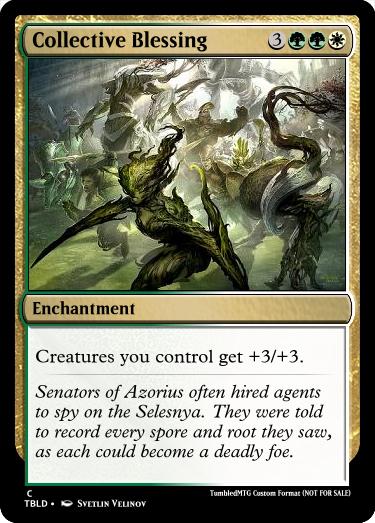 Collective Blessing 3
Enchantment
Creatures you control get +3/+3.
Senators of Azorius often hired agents
to spy on the Selesnya. They were told
to record every spore and root they saw,
as each could become a deadly foe.
C
TBLD • Svetlin Velinov
TumbledMTG Custom Format (NOT FOR SALE)